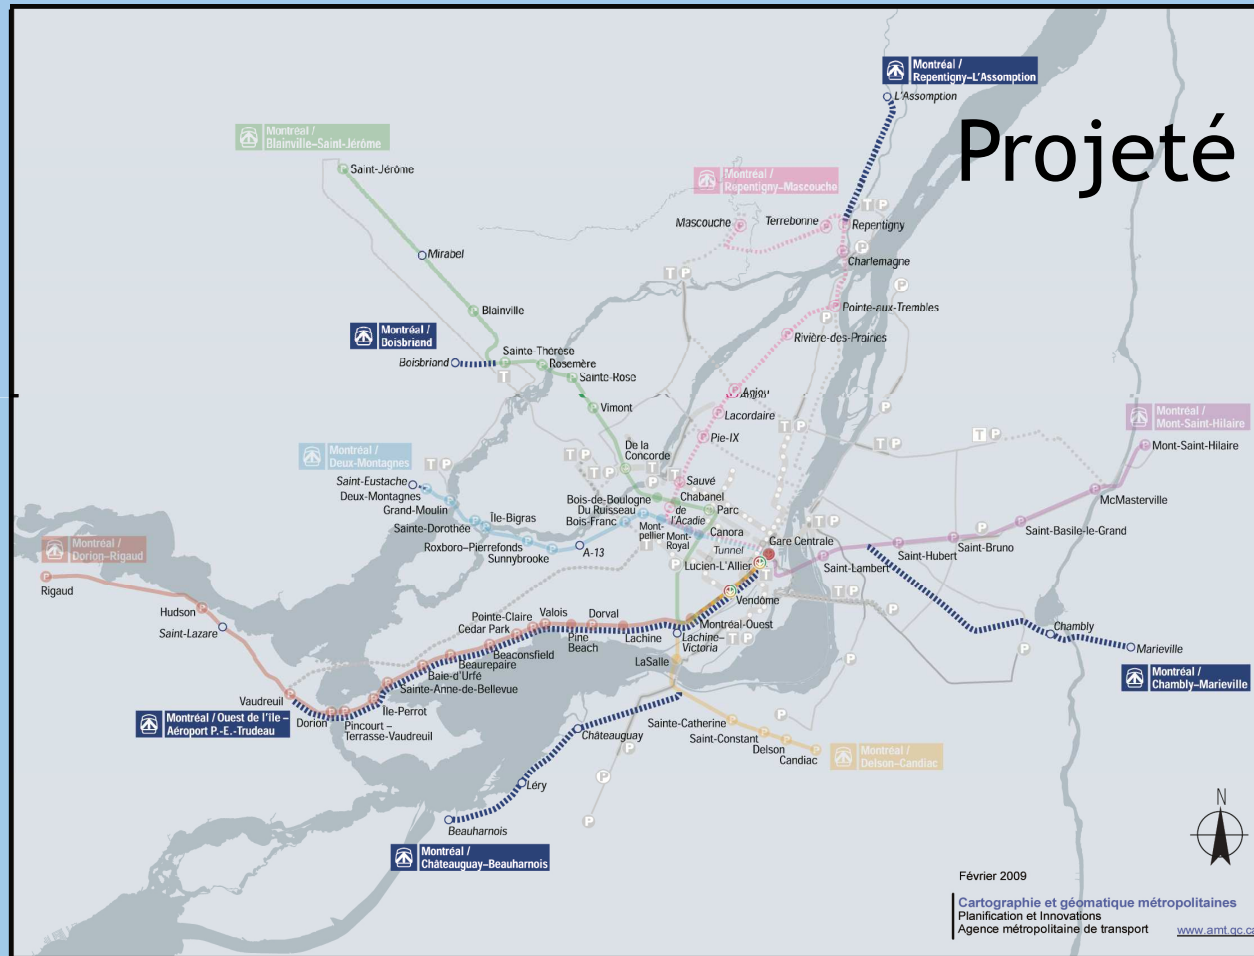 Montréal /
Repentigny–L'Assomption
L'Assomption
Projeté
Montréal /
Blainville–Saint-Jérôme
Saint-Jérôme
Montréal /
Repentigny–Mascouche
Mascouche
Terrebonne
T P
Repentigny
P
Mirabel
Charlemagne
T P
P
Blainville
Pointe-aux-Trembles
P
Montréal /
Boisbriand
Rivière-des-Prairies
Boisbriand
Sainte-Thérèse
Rosemère
T
Sainte-Rose
Anjou
Vimont
P
Lacordaire
Montréal /
Mont-Saint-Hilaire
T P
Pie-IX
T P
T P
Mont-Saint-Hilaire
De la
Concorde
Montréal /
Deux-Montagnes
T P
T P
T P
T
P
T
Saint-Eustache
Sauvé
Deux-Montagnes
Bois-de-Boulogne
Chabanel
McMasterville
Grand-Moulin
Du Ruisseau
de
l'Acadie
Parc
Île-Bigras
Bois-Franc
Sainte-Dorothée
Mont-
pellier
Mont-
Royal
Canora
T P
P
Saint-Basile-le-Grand
Montréal /
Dorion–Rigaud
Roxboro–Pierrefonds
Sunnybrooke
A-13
T
Tunnel
Gare Centrale
Saint-Hubert
Saint-Bruno
Lucien-L'Allier
P
T
Saint-Lambert
Rigaud
T P
Vendôme
P
Hudson
Pointe-Claire
Valois
Dorval
Cedar Park
Saint-Lazare
Pine
Beach
Lachine
Montréal-Ouest
Lachine–
Victoria
T P
Chambly
P
Marieville
Beaconsfield
LaSalle
P
Beaurepaire
Baie-d'Urfé
Montréal /
Chambly–Marieville
Sainte-Anne-de-Bellevue
Vaudreuil
Île-Perrot
Montréal / Ouest de l'île –
Aéroport P.-E.-Trudeau
Dorion
Pincourt –
Terrasse-Vaudreuil
Sainte-Catherine
P
Châteauguay
Saint-Constant
P
Delson
Candiac
Montréal /
Delson–Candiac
P
Léry
P
Beauharnois
Montréal /
Châteauguay–Beauharnois
N
Février 2009
Cartographie et géomatique métropolitaines
Planification et Innovations
Agence métropolitaine de transport
www.amt.qc.ca